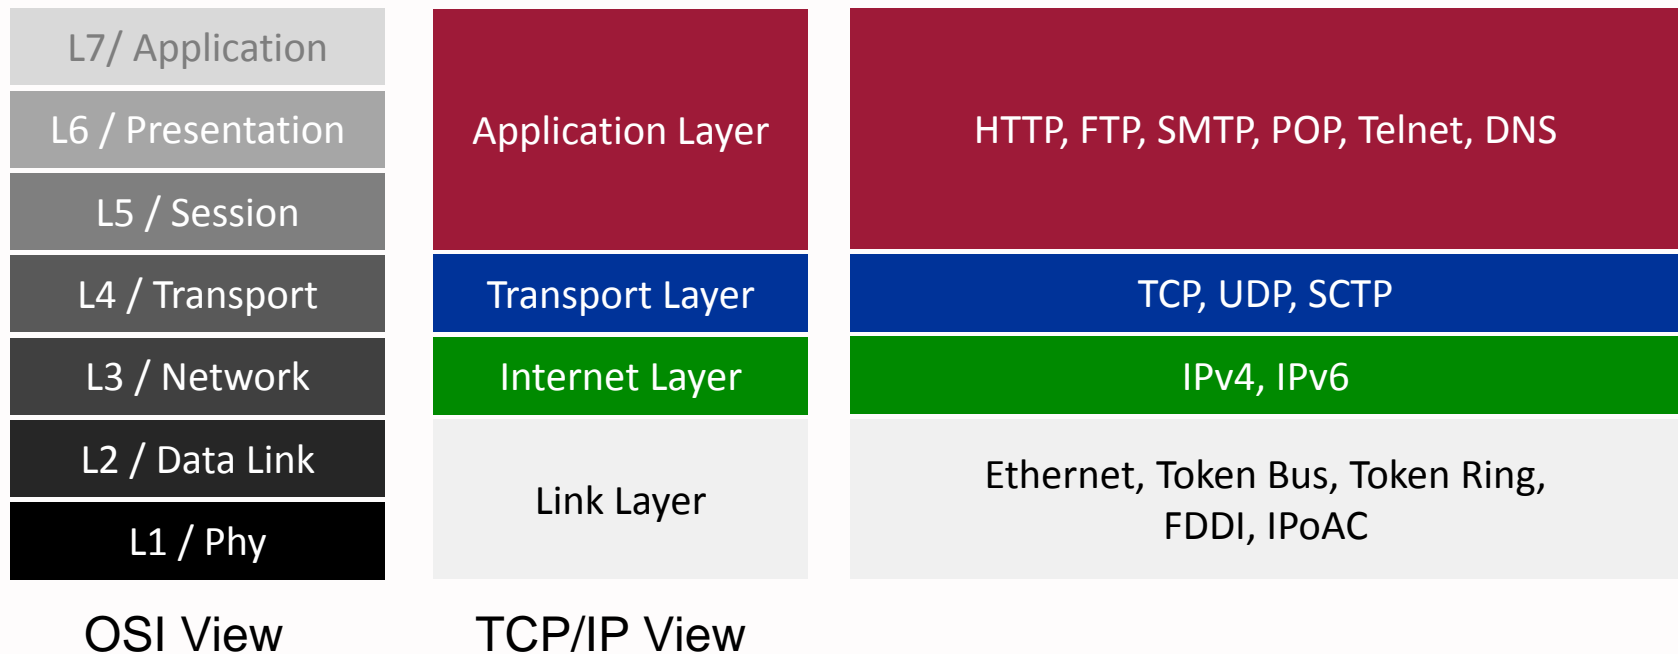 L7/ Application
L6 / Presentation
L5 / Session
L4 / Transport
L3 / Network
L2 / Data Link
L1 / Phy
OSI View
Application Layer
Transport Layer
Internet Layer
Link Layer
TCP/IP View
HTTP, FTP, SMTP, POP, Telnet, DNS
TCP, UDP, SCTP
IPv4, IPv6
Ethernet, Token Bus, Token Ring,
FDDI, IPoAC